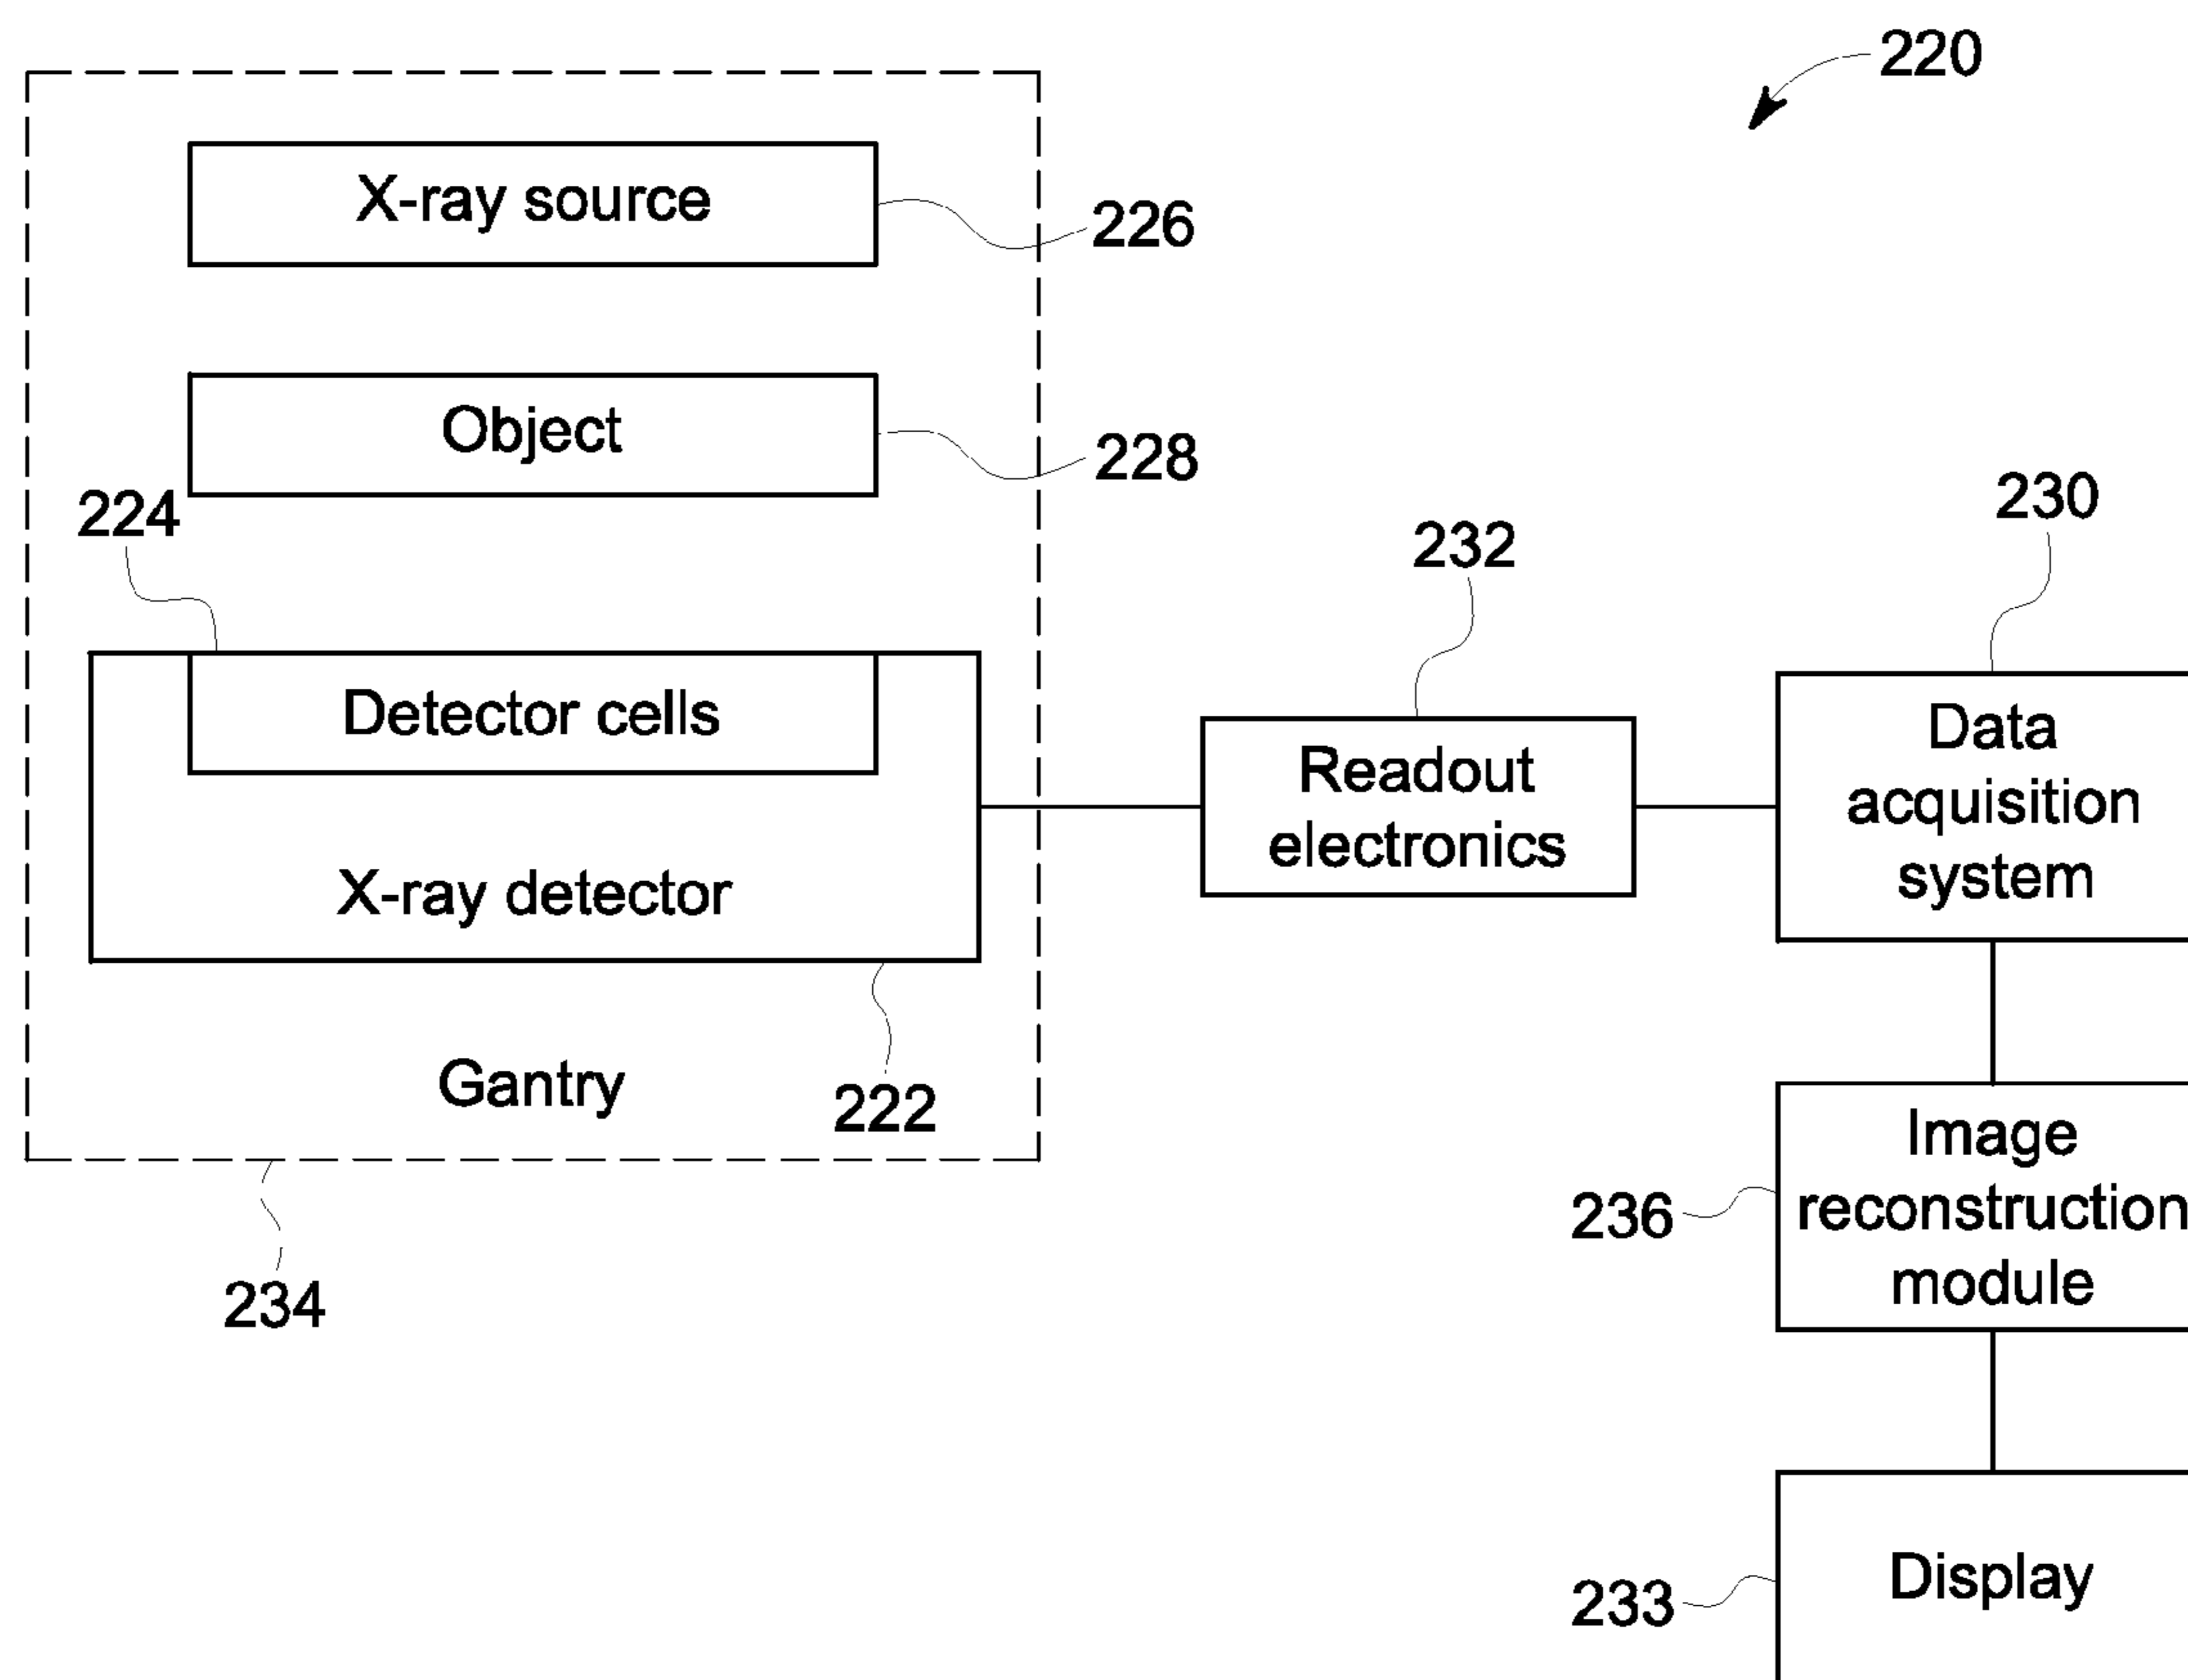 220
X-ray source
226
Object
228
224
230
232
Detector cells
Data
acquisition
system
Readout
electronics
X-ray detector
Gantry
222
Image
reconstruction
module
236
234
Display
233